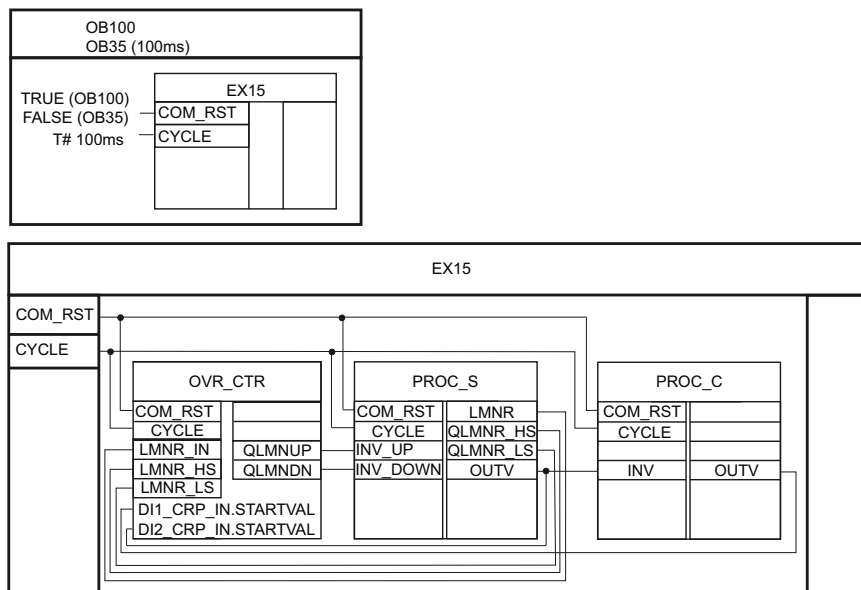 OB100
OB35 (100ms)
EX15
TRUE (OB100)
FALSE (OB35)
COM_RST
T# 100ms
CYCLE
EX15
COM_RST
CYCLE
OVR_CTR
COM_RST
CYCLE
LMNR_IN
QLMNUP
LMNR_HS
QLMNDN
LMNR_LS
DI1_CRP_IN.STARTVAL
DI2_CRP_IN.STARTVAL
PROC_S
COM_RST
LMNR
CYCLE
QLMNR_HS
INV_UP
QLMNR_LS
INV_DOWN
OUTV
PROC_C
COM_RST
CYCLE
INV
OUTV